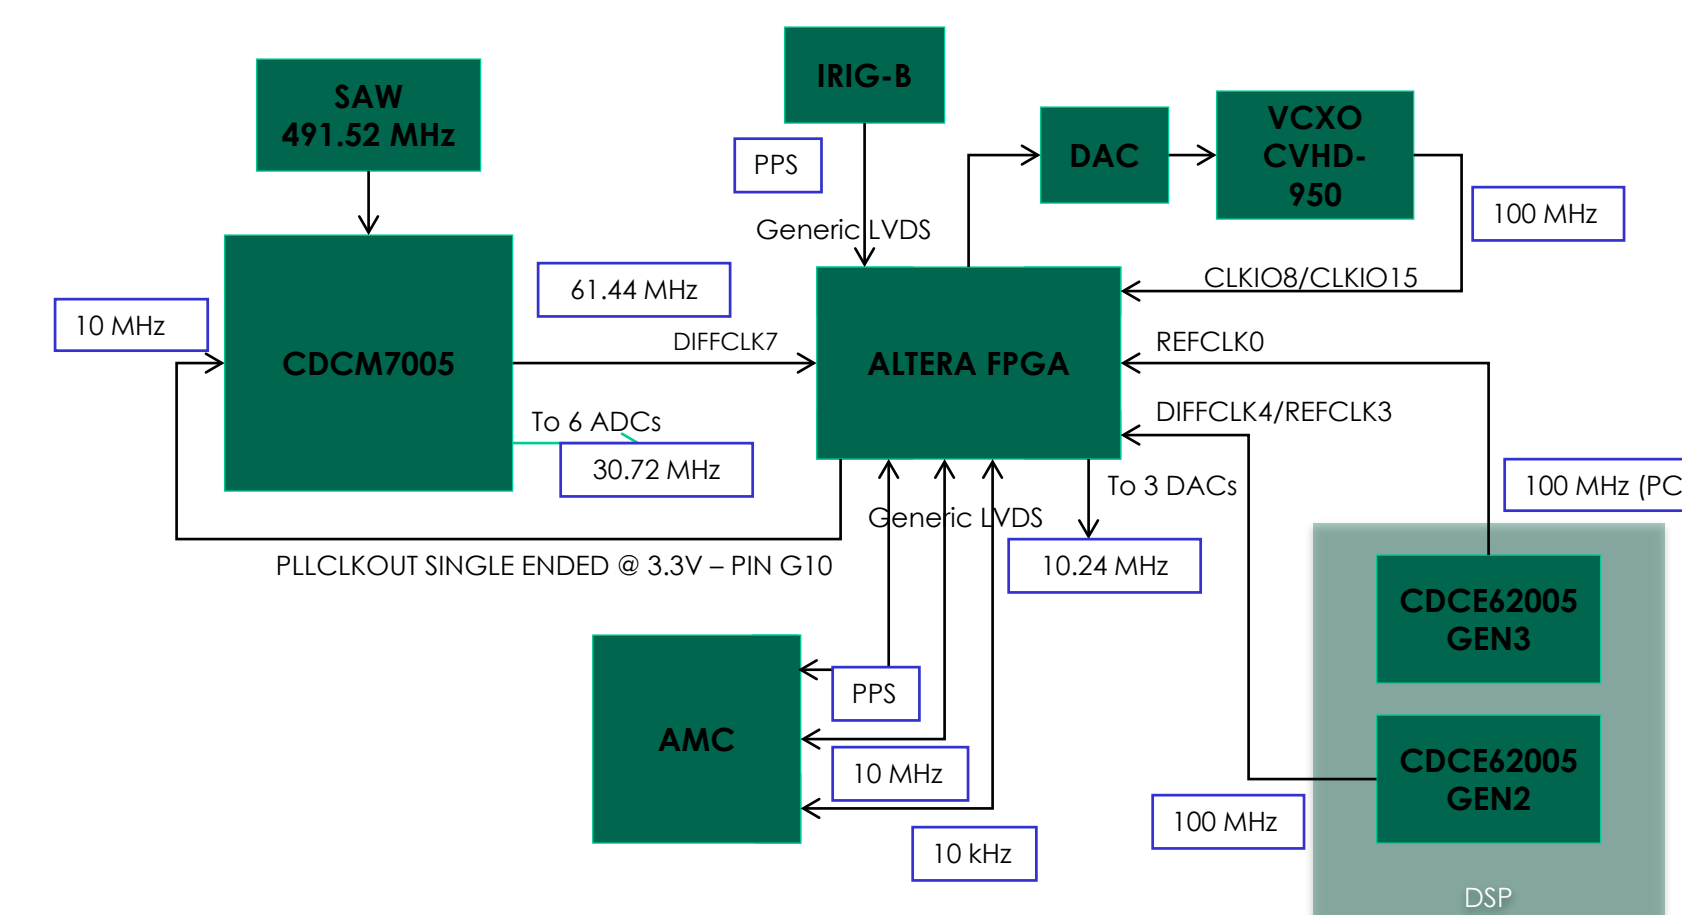 IRIG-B
SAW
491.52 MHz
VCXO
CVHD-
950
DAC
PPS
100 MHz
Generic LVDS
61.44 MHz
CLKIO8/CLKIO15
10 MHz
DIFFCLK7
REFCLK0
CDCM7005
ALTERA FPGA
To 6 ADCs
DIFFCLK4/REFCLK3
30.72 MHz
To 3 DACs
100 MHz (PC
Generic LVDS
PLLCLKOUT SINGLE ENDED @ 3.3V – PIN G10
10.24 MHz
CDCE62005
GEN3
PPS
AMC
10 MHz
CDCE62005
GEN2
100 MHz
10 kHz
DSP